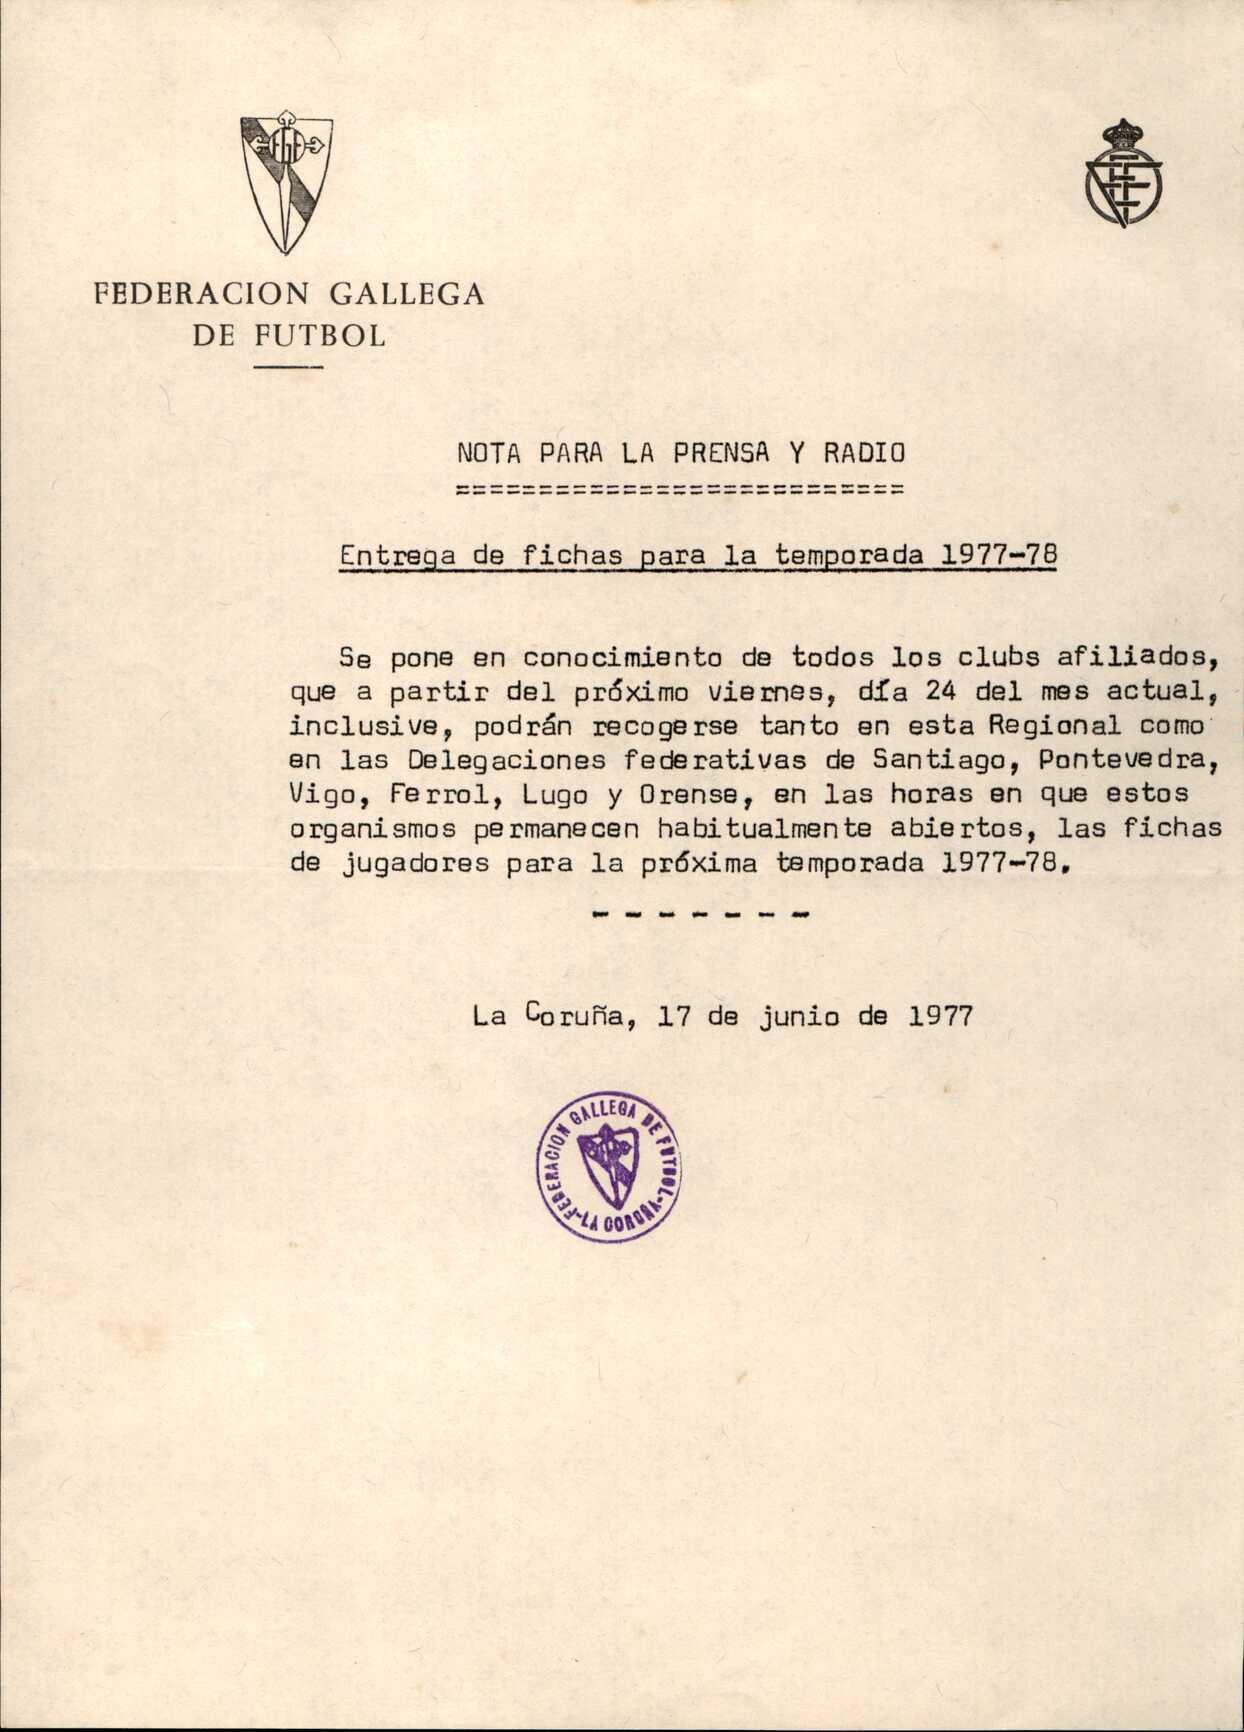 FGF
FEDERACION GALLEGA
DE FUTBOL
NOTA PARA LA PRENSA Y RADIO
===========================
Entrega de fichas para la temporada 1977-78
Se pone en conocimiento de todos los clubs afiliados,
que a partir del próximo viernes, día 24 del mes actual,
inclusive, podrán recogerse tanto en esta Regional como
en las Delegaciones federativas de Santiago, Pontevedra,
Vigo, Ferrol, Lugo y Orense, en las horas en que estos
organismos permanecen habitualmente abiertos, las fichas
de jugadores para la próxima temporada 1977-78.
- - - - - - -
La Coruña, 17 de junio de 1977
FEDERACION GALLEGA DE FUTBOL
-LA CORUÑA-